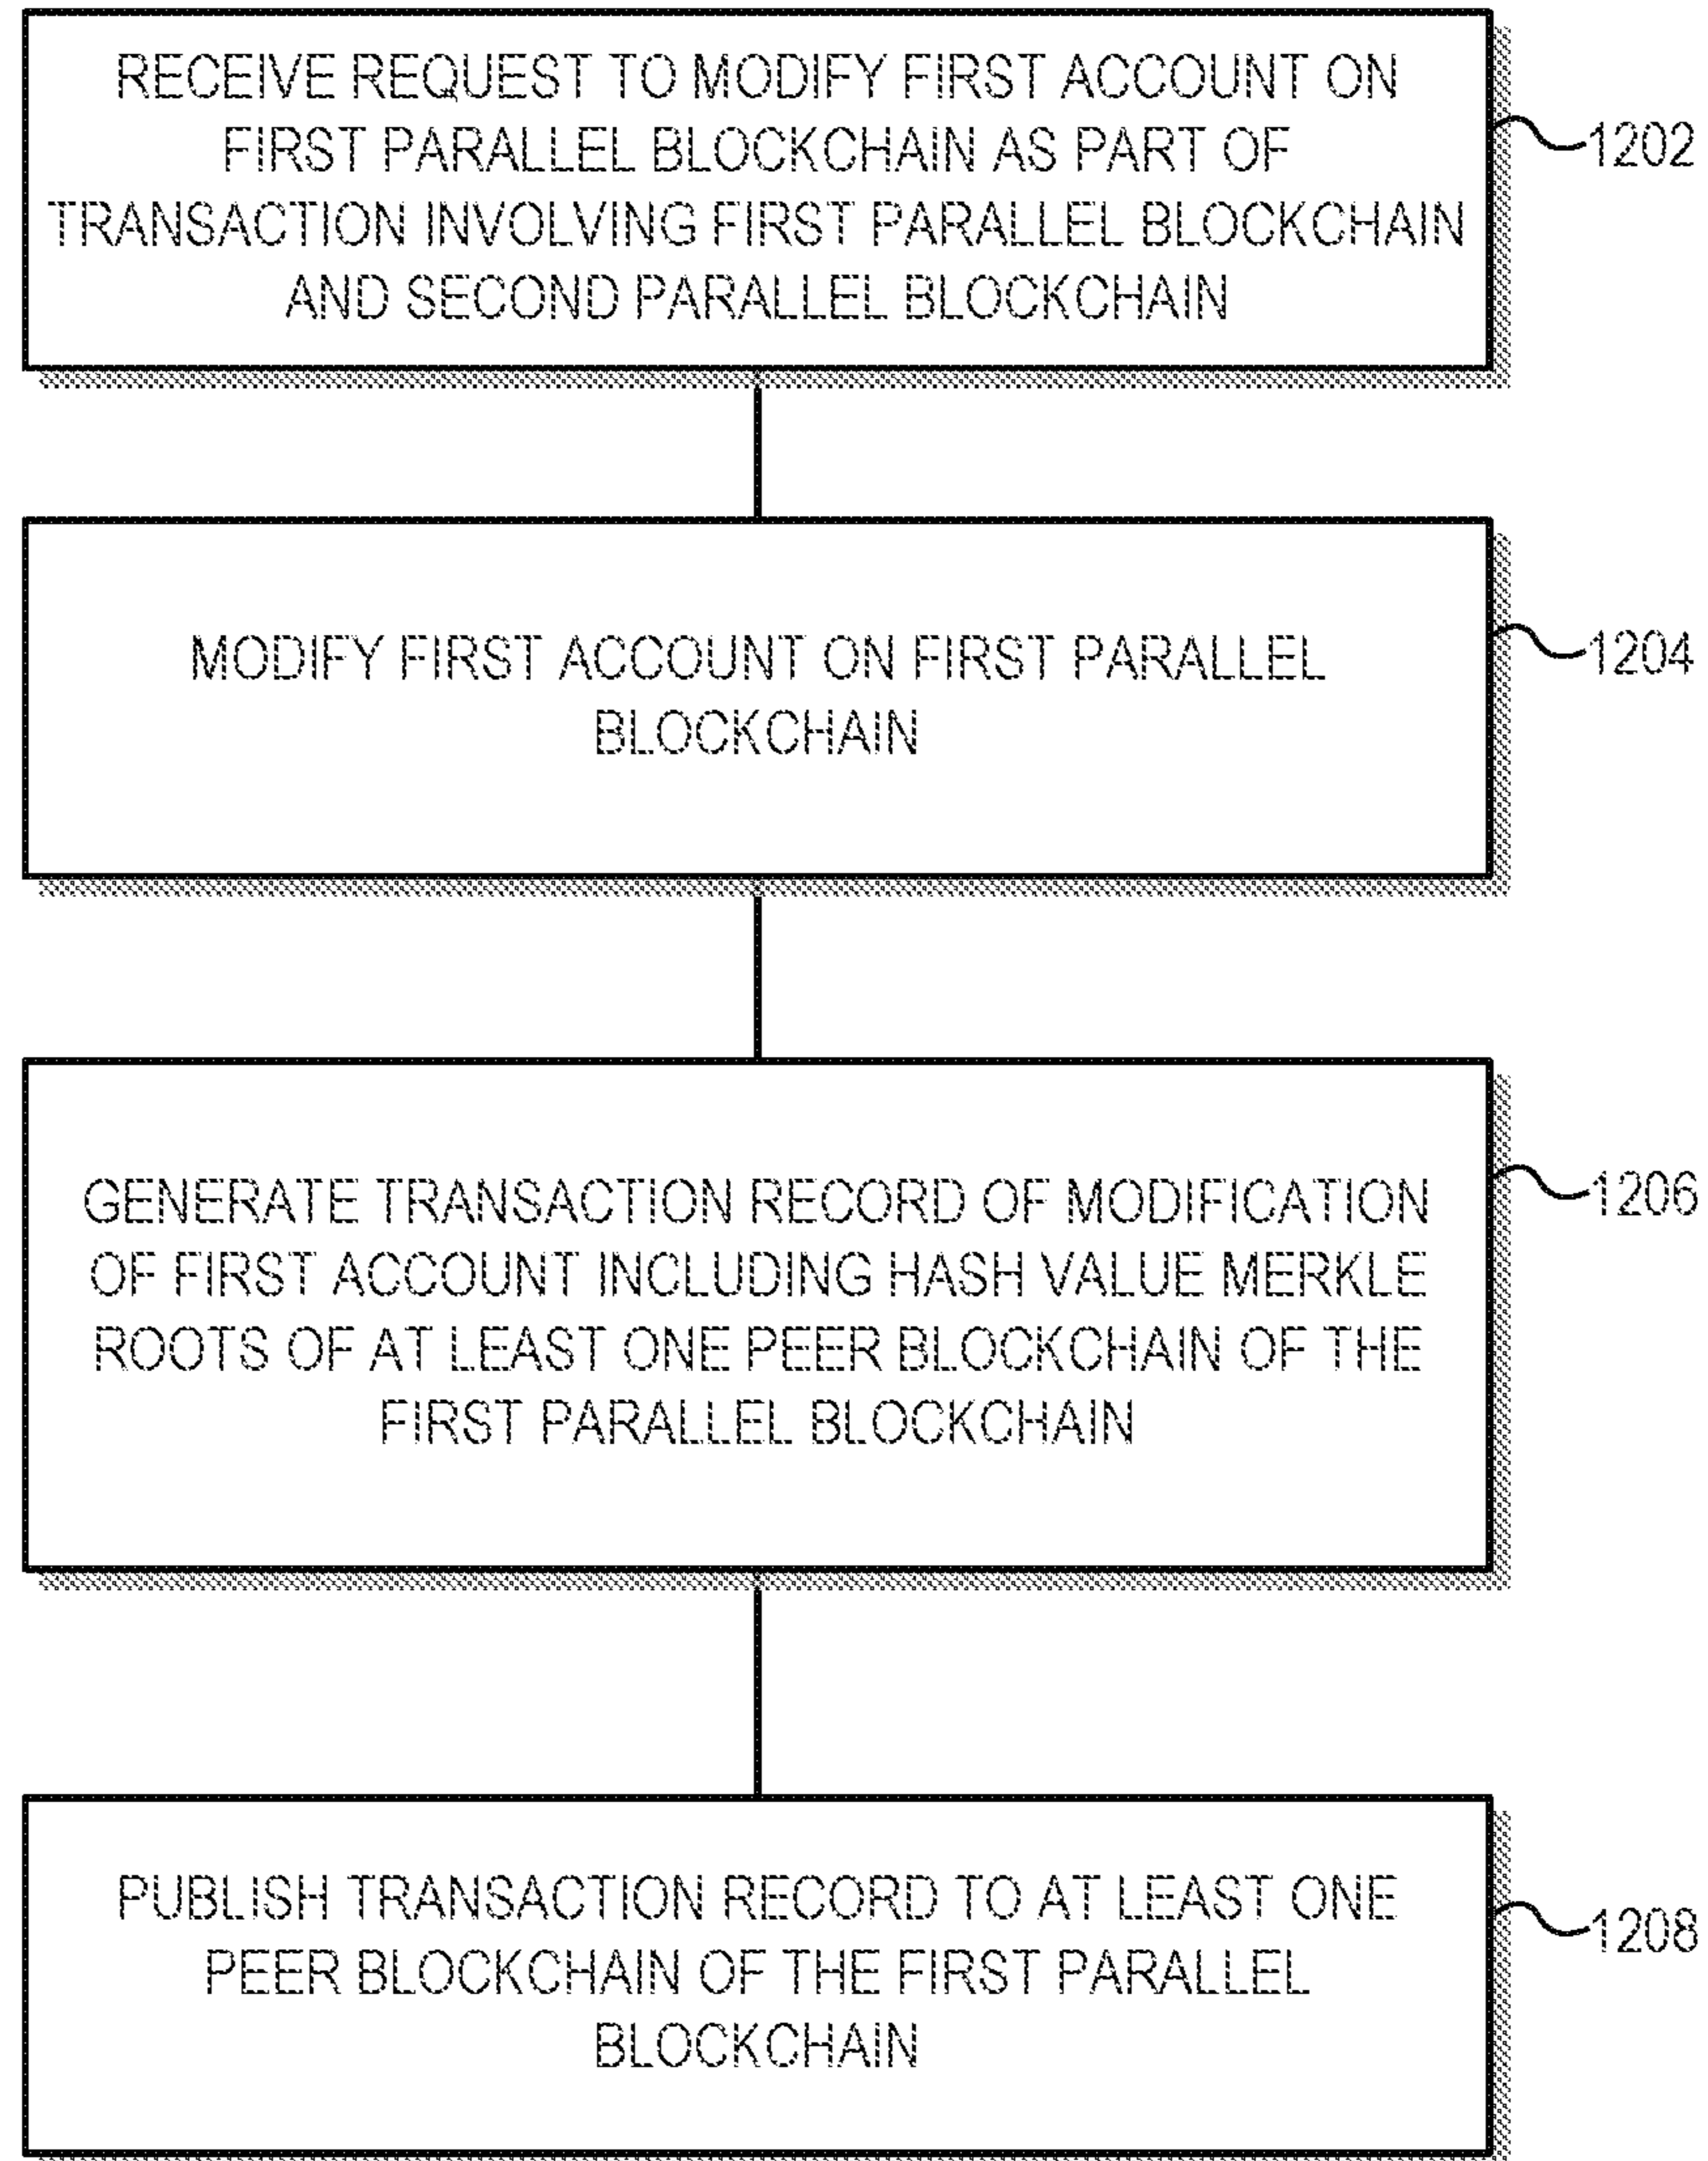 RECEIVE REQUEST TO MODIFY FIRST ACCOUNT ON
FIRST PARALLEL BLOCKCHAIN AS PART OF
TRANSACTION INVOLVING FIRST PARALLEL BLOCKCHAIN
AND SECOND PARALLEL BLOCKCHAIN
1202
MODIFY FIRST ACCOUNT ON FIRST PARALLEL
BLOCKCHAIN
1204
GENERATE TRANSACTION RECORD OF MODIFICATION
OF FIRST ACCOUNT INCLUDING HASH VALUE MERKLE
ROOTS OF AT LEAST ONE PEER BLOCKCHAIN OF THE
FIRST PARALLEL BLOCKCHAIN
1206
PUBLISH TRANSACTION RECORD TO AT LEAST ONE
PEER BLOCKCHAIN OF THE FIRST PARALLEL
BLOCKCHAIN
1208